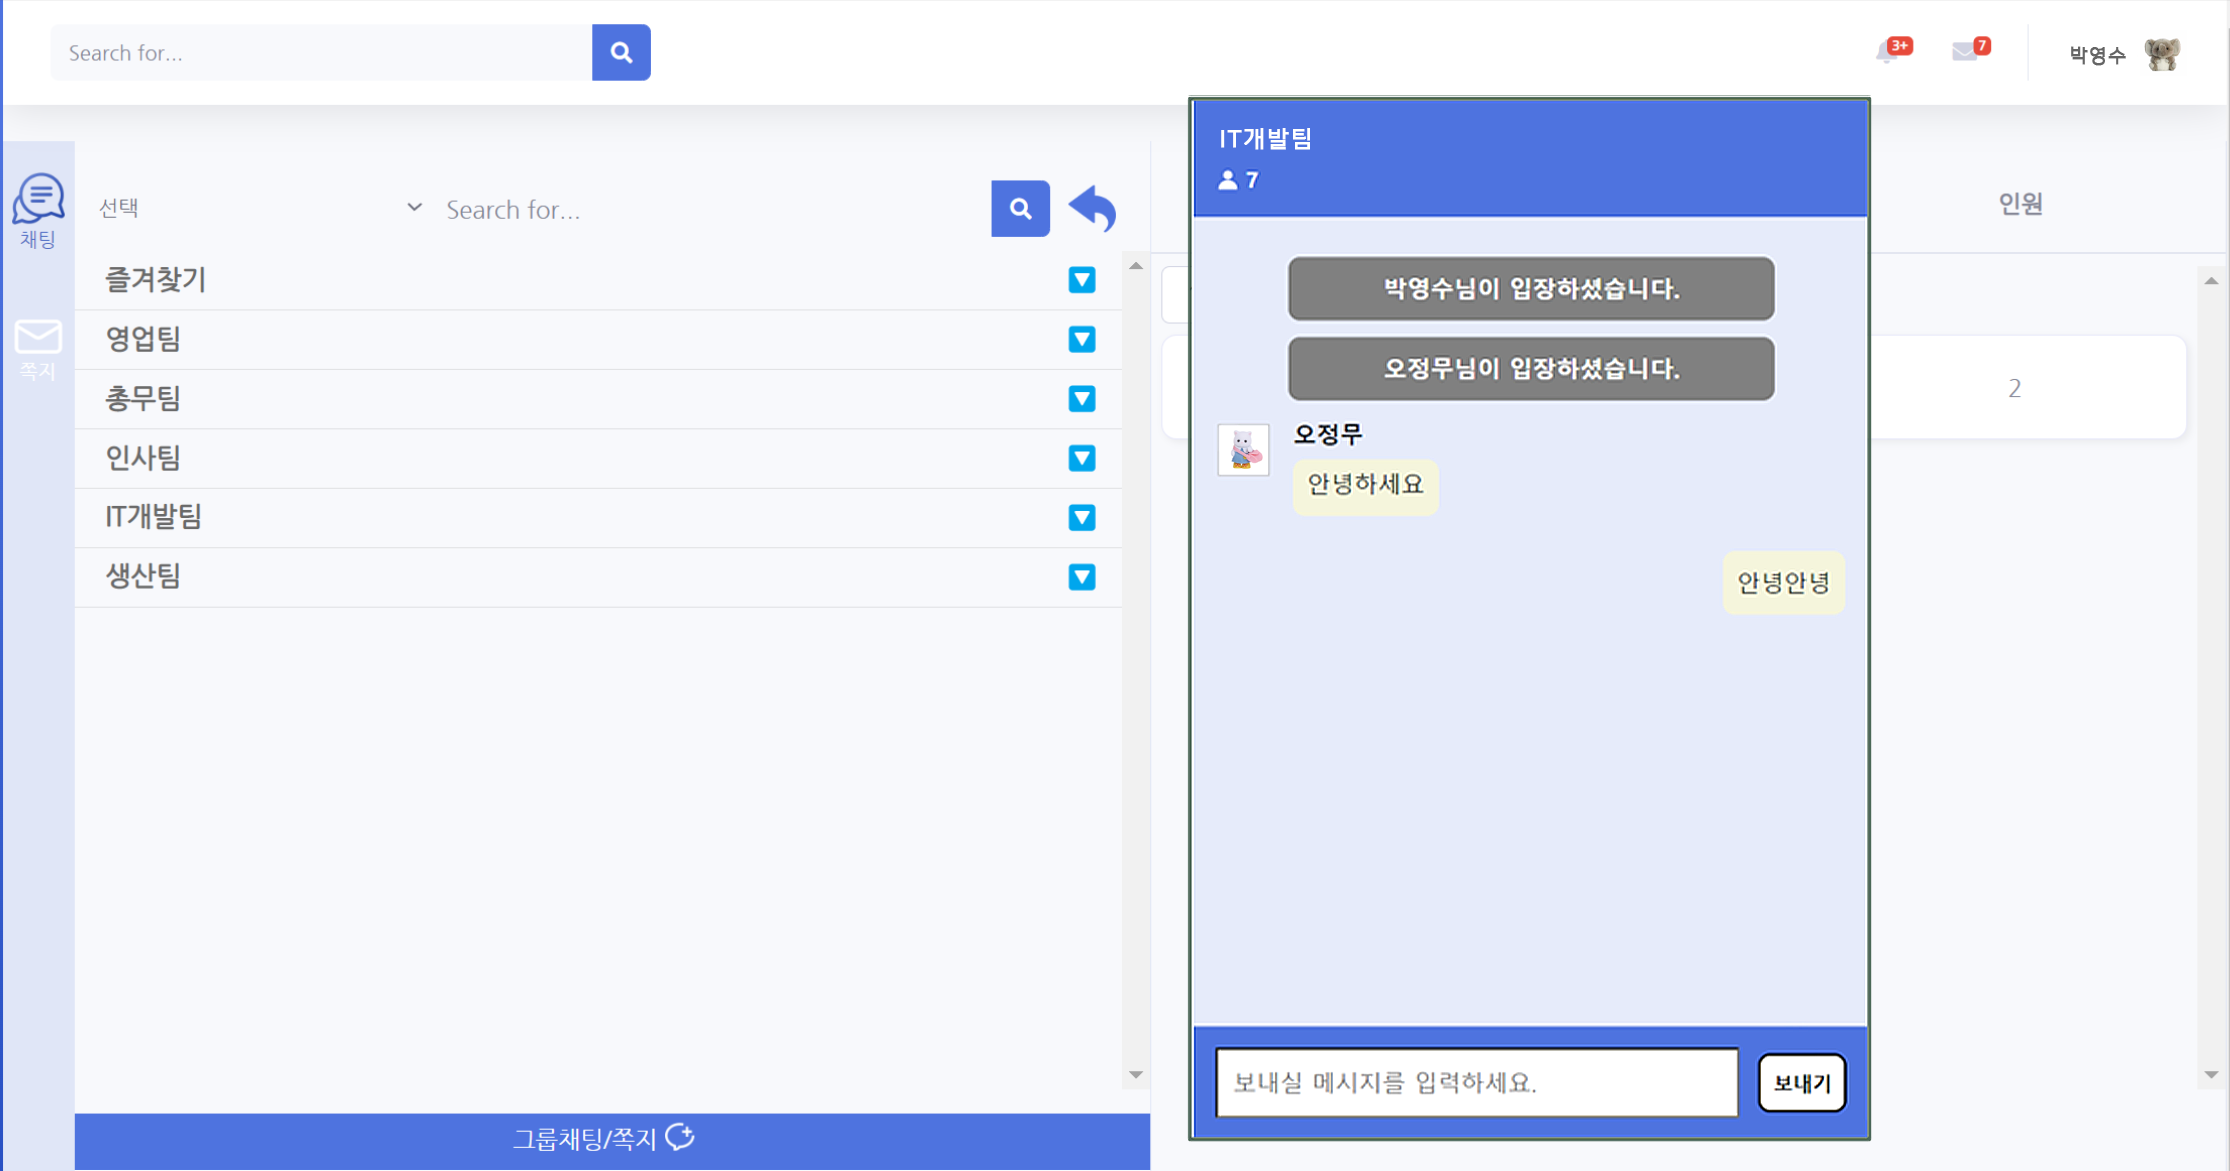 Search for...
3+
7
박영수
채팅
쪽지
선택
Search for...
즐겨찾기
영업팀
총무팀
인사팀
IT개발팀
생산팀
그룹채팅/쪽지
인원
2
IT개발팀
7
박영수님이 입장하셨습니다.
오정무님이 입장하셨습니다.
오정무
안녕하세요
안녕안녕
보내실 메시지를 입력하세요.
보내기